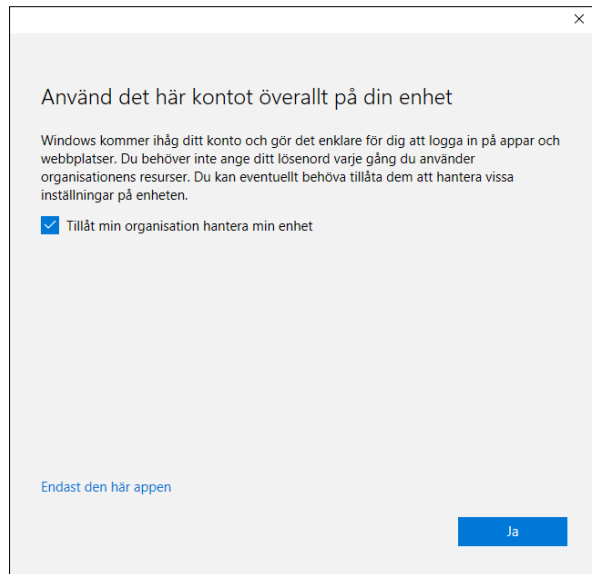 Använd det här kontot överallt på din enhet
Windows kommer ihåg ditt konto och gör det enklare för dig att logga in på appar och
webbplatser. Du behöver inte ange ditt lösenord varje gång du använder
organisationens resurser. Du kan eventuellt behöva tillåta dem att hantera vissa
inställningar på enheten.
Tillåt min organisation hantera min enhet
Endast den här appen
Ja